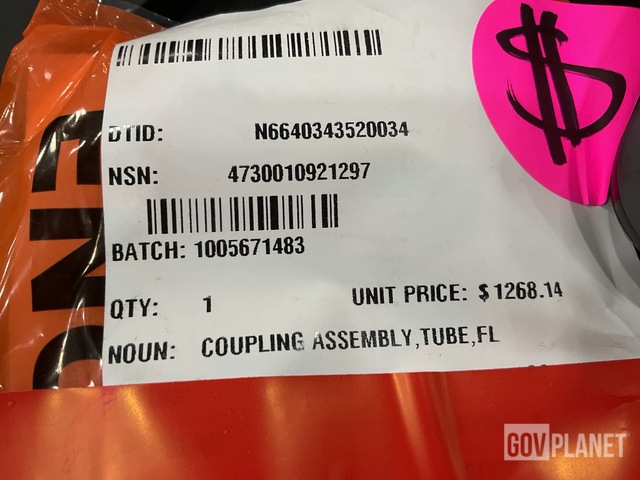 $
DTID: N6640343520034
NSN: 4730010921297
BATCH: 1005671483
QTY: 1 UNIT PRICE: $ 1268.14
NOUN: COUPLING ASSEMBLY,TUBE,FL
GOVPLANET